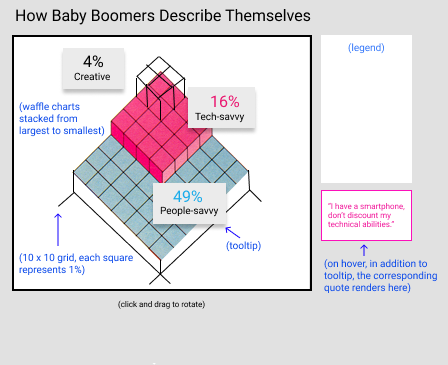 How Baby Boomers Describe Themselves
4%
Creative
(legend)
16%
Tech-savvy
(waffle charts
stacked from
largest to smallest)
49%
People-savvy
"I have a smartphone,
don't discount my
technical abilities."
(tooltip)
(10 x 10 grid, each square
represents 1%)
(on hover, in addition to
tooltip, the corresponding
quote renders here)
(click and drag to rotate)